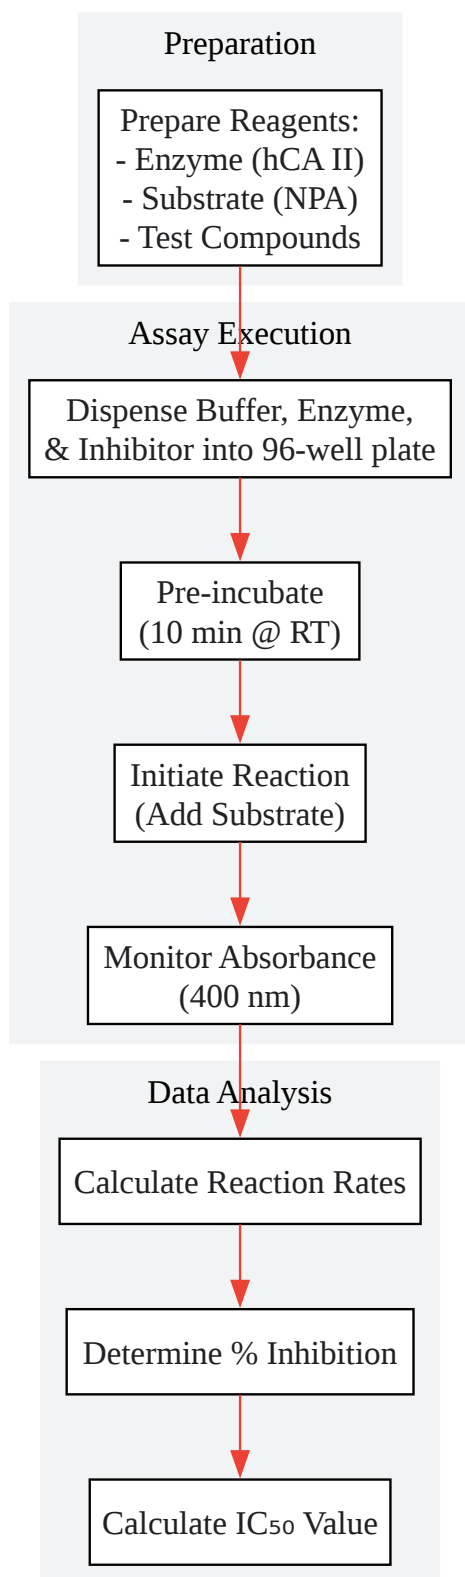 Preparation
Prepare Reagents:
- Enzyme (hCA II)
- Substrate (NPA)
- Test Compounds
Assay Execution
Dispense Buffer, Enzyme,
& Inhibitor into 96-well plate
Pre-incubate
(10 min @ RT)
Initiate Reaction
(Add Substrate)
Monitor Absorbance
(400 nm)
Data Analysis
Calculate Reaction Rates
Determine % Inhibition
Calculate IC₅₀ Value